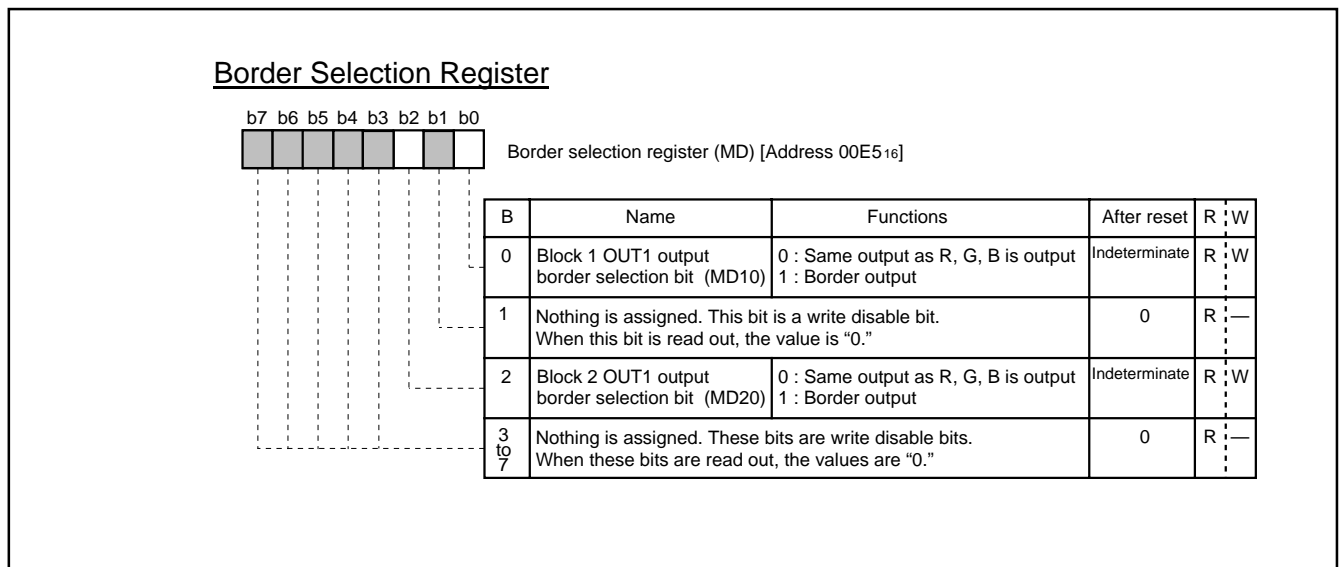 Border Selection Register
b7 b6 b5 b4 b3 b2 b1 b0
Border selection register (MD) [Address 00E516]
B Name Functions After reset R W
0 Block 1 OUT1 output 0 : Same output as R, G, B is output Indeterminate R W
border selection bit (MD10) 1 : Border output
1 Nothing is assigned. This bit is a write disable bit. 0 R —
When this bit is read out, the value is “0.”
2 Block 2 OUT1 output 0 : Same output as R, G, B is output Indeterminate R W
border selection bit (MD20) 1 : Border output
3 to 7 Nothing is assigned. These bits are write disable bits. 0 R —
When these bits are read out, the values are “0.”